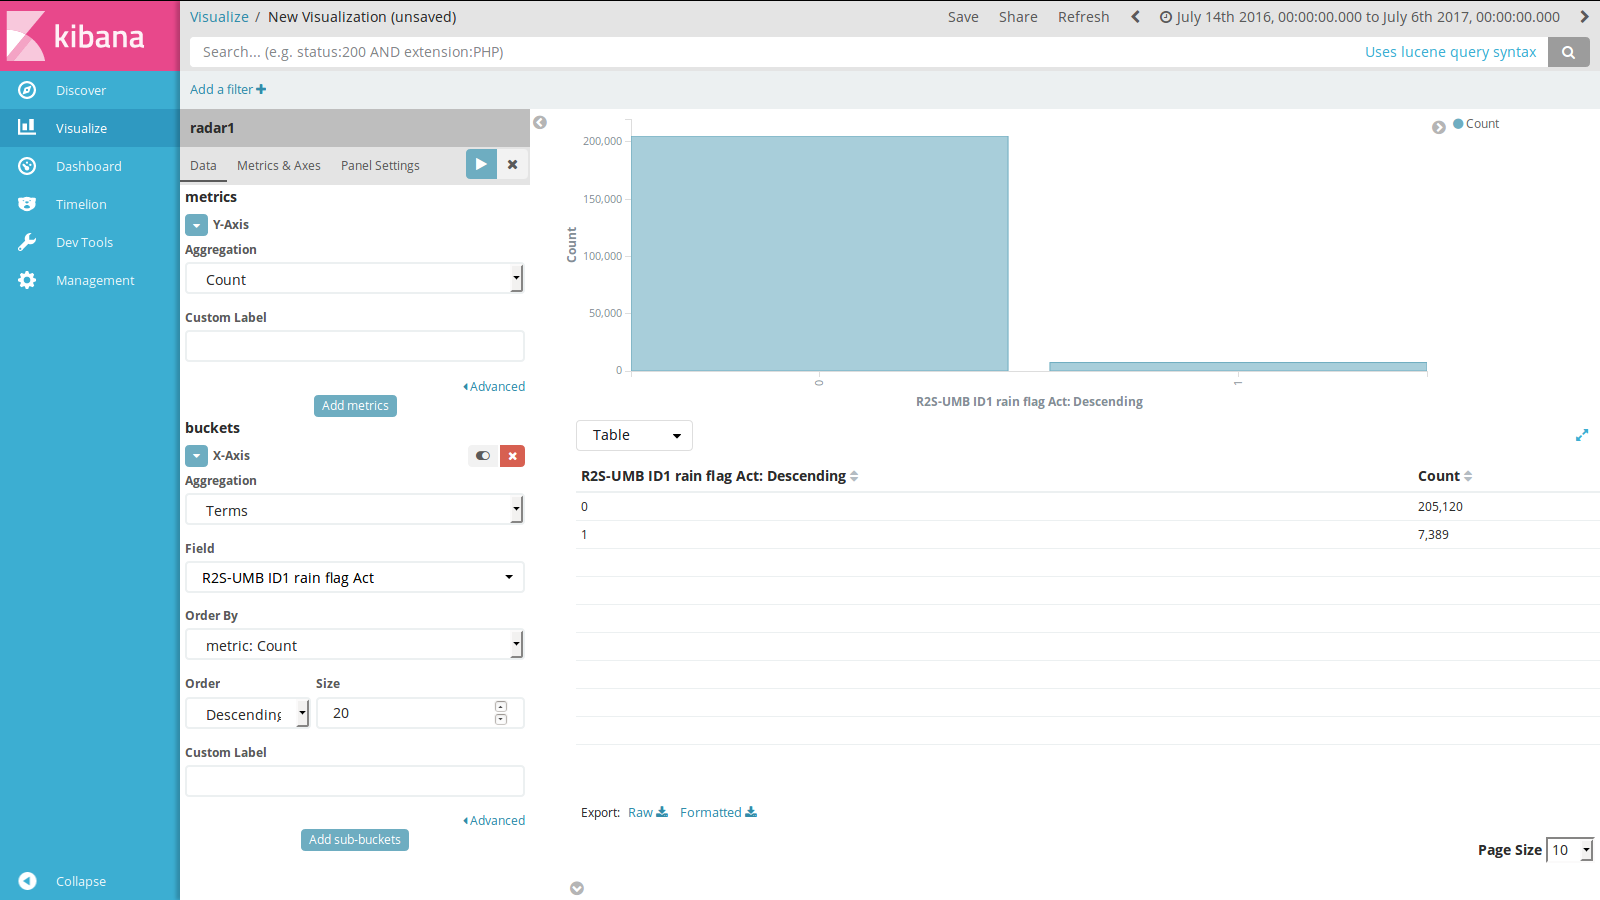 kibana
Discover
Visualize
Dashboard
Timelion
Dev Tools
Management
Collapse
Visualize / New Visualization (unsaved)
Save Share Refresh July 14th 2016, 00:00:00.000 to July 6th 2017, 00:00:00.000
Search... (e.g. status:200 AND extension:PHP) Uses lucene query syntax
Add a filter
radar1
Data Metrics & Axes Panel Settings
metrics
Y-Axis
Aggregation
Count
Custom Label
Advanced
Add metrics
buckets
X-Axis
Aggregation
Terms
Field
R2S-UMB ID1 rain flag Act
Order By
metric: Count
Order Size
Descending 20
Custom Label
Advanced
Add sub-buckets
Count
200,000
150,000
100,000
50,000
0
Count
0 1
R2S-UMB ID1 rain flag Act: Descending
Table
R2S-UMB ID1 rain flag Act: Descending Count
0 205,120
1 7,389
Export: Raw Formatted
Page Size 10